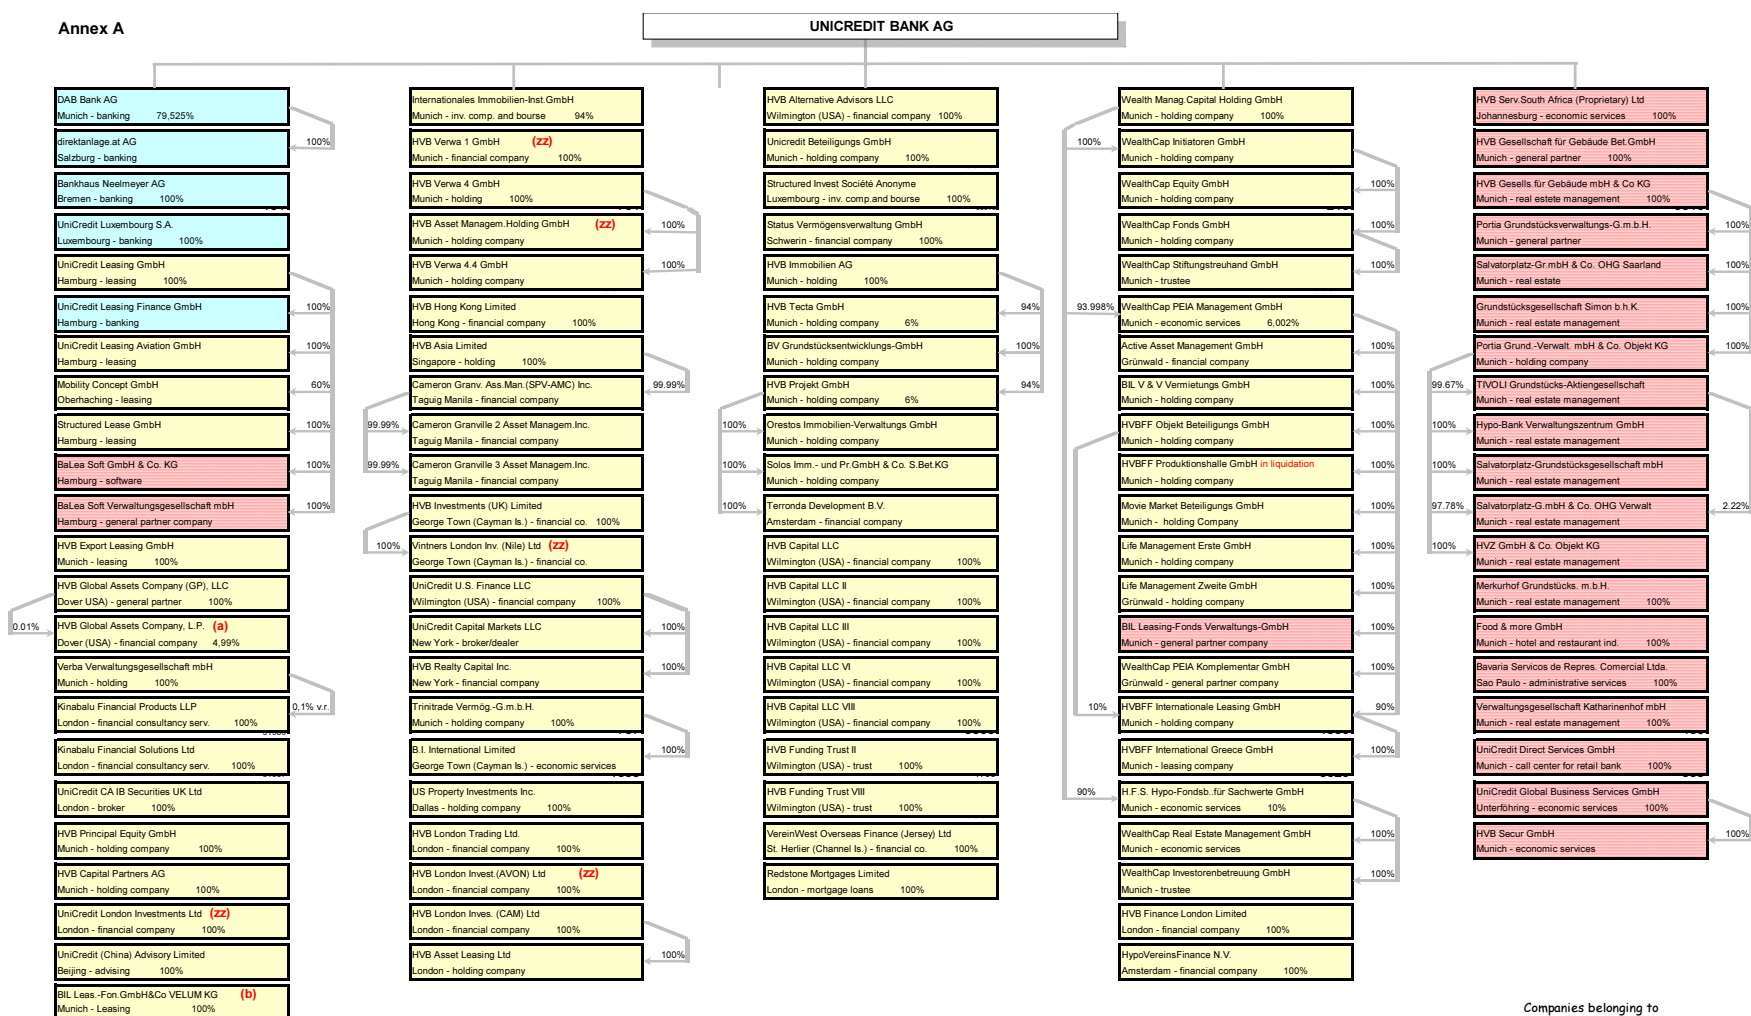 Annex A
UNICREDIT BANK AG
DAB Bank AG
Munich - banking 79,525%
direktanlage.at AG
Salzburg - banking
100%
Bankhaus Neelmeyer AG
Bremen - banking 100%
UniCredit Luxembourg S.A.
Luxembourg - banking 100%
UniCredit Leasing GmbH
Hamburg - leasing 100%
UniCredit Leasing Finance GmbH
Hamburg - banking
100%
UniCredit Leasing Aviation GmbH
Hamburg - leasing
100%
Mobility Concept GmbH
Oberhaching - leasing
60%
Structured Lease GmbH
Hamburg - leasing
100%
BaLea Soft GmbH & Co. KG
Hamburg - software
100%
BaLea Soft Verwaltungsgesellschaft mbH
Hamburg - general partner company
100%
HVB Export Leasing GmbH
Munich - leasing 100%
HVB Global Assets Company (GP), LLC
Dover USA) - general partner 100%
0.01%
HVB Global Assets Company, L.P. (a)
Dover (USA) - financial company 4,99%
Verba Verwaltungsgesellschaft mbH
Munich - holding 100%
Kinabalu Financial Products LLP
London - financial consultancy serv. 100%
0,1% v.r.
Kinabalu Financial Solutions Ltd
London - financial consultancy serv. 100%
UniCredit CA IB Securities UK Ltd
London - broker 100%
HVB Principal Equity GmbH
Munich - holding company 100%
HVB Capital Partners AG
Munich - holding company 100%
UniCredit London Investments Ltd (zz)
London - financial company 100%
UniCredit (China) Advisory Limited
Beijing - advising 100%
BIL Leas.-Fon.GmbH&Co VELUM KG (b)
Munich - Leasing 100%
Internationales Immobilien-Inst.GmbH
Munich - inv. comp. and bourse 94%
HVB Verwa 1 GmbH (zz)
Munich - financial company 100%
HVB Verwa 4 GmbH
Munich - holding 100%
HVB Asset Managem.Holding GmbH (zz)
Munich - holding company
100%
HVB Verwa 4.4 GmbH
Munich - holding company
100%
HVB Hong Kong Limited
Hong Kong - financial company 100%
HVB Asia Limited
Singapore - holding 100%
Cameron Granv. Ass.Man.(SPV-AMC) Inc.
Taguig Manila - financial company
99.99%
Cameron Granville 2 Asset Managem.Inc.
Taguig Manila - financial company
99.99%
Cameron Granville 3 Asset Managem.Inc.
Taguig Manila - financial company
99.99%
HVB Investments (UK) Limited
George Town (Cayman Is.) - financial co. 100%
100%
Vintners London Inv. (Nile) Ltd (zz)
George Town (Cayman Is.) - financial co.
UniCredit U.S. Finance LLC
Wilmington (USA) - financial company 100%
UniCredit Capital Markets LLC
New York - broker/dealer
100%
HVB Realty Capital Inc.
New York - financial company
100%
Trinitrade Vermög.-G.m.b.H.
Munich - holding company 100%
B.I. International Limited
George Town (Cayman Is.) - economic services
100%
US Property Investments Inc.
Dallas - holding company 100%
HVB London Trading Ltd.
London - financial company 100%
HVB London Invest.(AVON) Ltd (zz)
London - financial company 100%
HVB London Inves. (CAM) Ltd
London - financial company 100%
HVB Asset Leasing Ltd
London - holding company
100%
HVB Alternative Advisors LLC
Wilmington (USA) - financial company 100%
Unicredit Beteiligungs GmbH
Munich - holding company 100%
Structured Invest Société Anonyme
Luxembourg - inv. comp.and bourse 100%
Status Vermögensverwaltung GmbH
Schwerin - financial company 100%
HVB Immobilien AG
Munich - holding 100%
HVB Tecta GmbH
Munich - holding company 6%
94%
BV Grundstücksentwicklungs-GmbH
Munich - holding company
100%
HVB Projekt GmbH
Munich - holding company 6%
94%
100%
Orestos Immobilien-Verwaltungs GmbH
Munich - holding company
100%
Solos Imm.- und Pr.GmbH & Co. S.Bet.KG
Munich - holding company
100%
Terronda Development B.V.
Amsterdam - financial company
HVB Capital LLC
Wilmington (USA) - financial company 100%
HVB Capital LLC II
Wilmington (USA) - financial company 100%
HVB Capital LLC III
Wilmington (USA) - financial company 100%
HVB Capital LLC VI
Wilmington (USA) - financial company 100%
HVB Capital LLC VIII
Wilmington (USA) - financial company 100%
HVB Funding Trust II
Wilmington (USA) - trust 100%
HVB Funding Trust VIII
Wilmington (USA) - trust 100%
VereinWest Overseas Finance (Jersey) Ltd
St. Herlier (Channel Is.) - financial co. 100%
Redstone Mortgages Limited
London - mortgage loans 100%
Wealth Manag.Capital Holding GmbH
Munich - holding company 100%
100%
WealthCap Initiatoren GmbH
Munich - holding company
WealthCap Equity GmbH
Munich - holding company
100%
WealthCap Fonds GmbH
Munich - holding company
100%
WealthCap Stiftungstreuhand GmbH
Munich - trustee
100%
93.998%
WealthCap PEIA Management GmbH
Munich - economic services 6,002%
Active Asset Management GmbH
Grünwald - financial company
100%
BIL V & V Vermietungs GmbH
Munich - holding company
100%
HVBFF Objekt Beteiligungs GmbH
Munich - holding company
100%
HVBFF Produktionshalle GmbH in liquidation
Munich - holding company
100%
Movie Market Beteiligungs GmbH
Munich - holding Company
100%
Life Management Erste GmbH
Munich - holding company
100%
Life Management Zweite GmbH
Grünwald - holding company
100%
BIL Leasing-Fonds Verwaltungs-GmbH
Munich - general partner company
100%
WealthCap PEIA Komplementar GmbH
Grünwald - general partner company
100%
10%
HVBFF Internationale Leasing GmbH
Munich - holding company
90%
HVBFF International Greece GmbH
Munich - leasing company
100%
90%
H.F.S. Hypo-Fondsb..für Sachwerte GmbH
Munich - economic services 10%
WealthCap Real Estate Management GmbH
Munich - economic services
100%
WealthCap Investorenbetreuung GmbH
Munich - trustee
100%
HVB Finance London Limited
London - financial company 100%
HypoVereinsFinance N.V.
Amsterdam - financial company 100%
HVB Serv.South Africa (Proprietary) Ltd
Johannesburg - economic services 100%
HVB Gesellschaft für Gebäude Bet.GmbH
Munich - general partner 100%
HVB Gesells.für Gebäude mbH & Co KG
Munich - real estate management 100%
Portia Grundstücksverwaltungs-G.m.b.H.
Munich - general partner
100%
Salvatorplatz-Gr.mbH & Co. OHG Saarland
Munich - real estate
100%
Grundstücksgesellschaft Simon b.h.K.
Munich - real estate management
100%
Portia Grund.-Verwalt. mbH & Co. Objekt KG
Munich - holding company
100%
99.67%
TIVOLI Grundstücks-Aktiengesellschaft
Munich - real estate management
100%
Hypo-Bank Verwaltungszentrum GmbH
Munich - real estate management
100%
Salvatorplatz-Grundstücksgesellschaft mbH
Munich - real estate management
97.78%
Salvatorplatz-G.mbH & Co. OHG Verwalt
Munich - real estate management
2.22%
100%
HVZ GmbH & Co. Objekt KG
Munich - real estate management
Merkurhof Grundstücks. m.b.H.
Munich - real estate management 100%
Food & more GmbH
Munich - hotel and restaurant ind. 100%
Bavaria Servicos de Repres. Comercial Ltda.
Sao Paulo - administrative services 100%
Verwaltungsgesellschaft Katharinenhof mbH
Munich - real estate management 100%
UniCredit Direct Services GmbH
Munich - call center for retail bank 100%
UniCredit Global Business Services GmbH
Unterföhring - economic services 100%
HVB Secur GmbH
Munich - economic services
100%
Companies belonging to